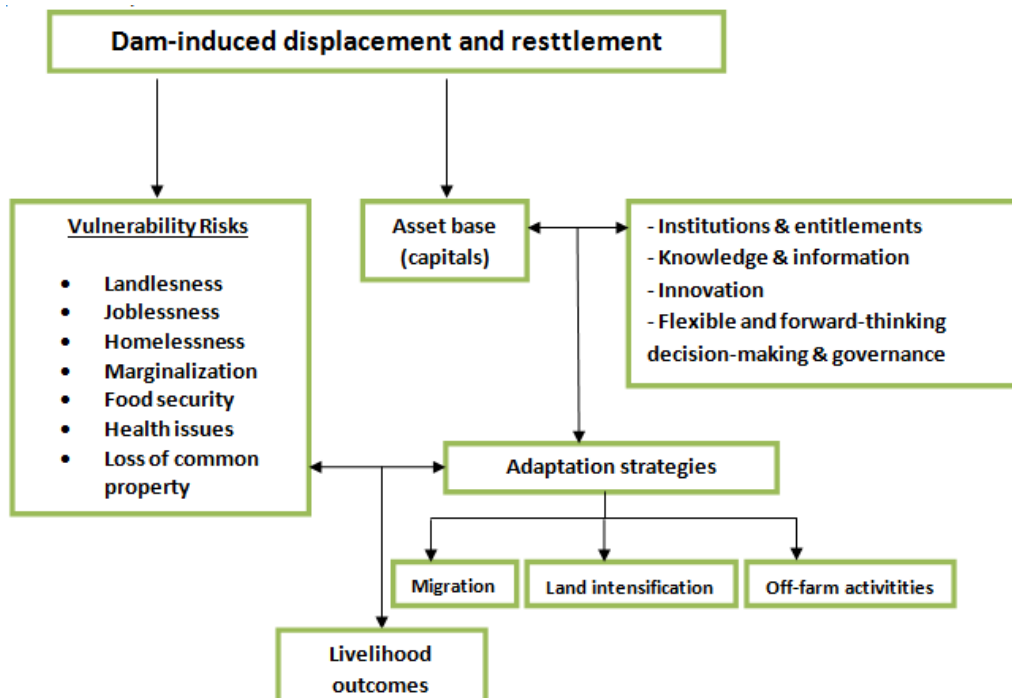 Dam-induced displacement and resttlement
Vulnerability Risks
• Landlesness
• Joblessness
• Homelessness
• Marginalization
• Food security
• Health issues
• Loss of common
property
Asset base
(capitals)
- Institutions & entitlements
- Knowledge & information
- Innovation
- Flexible and forward-thinking
decision-making & governance
Adaptation strategies
Migration
Land intensification
Off-farm activitities
Livelihood
outcomes